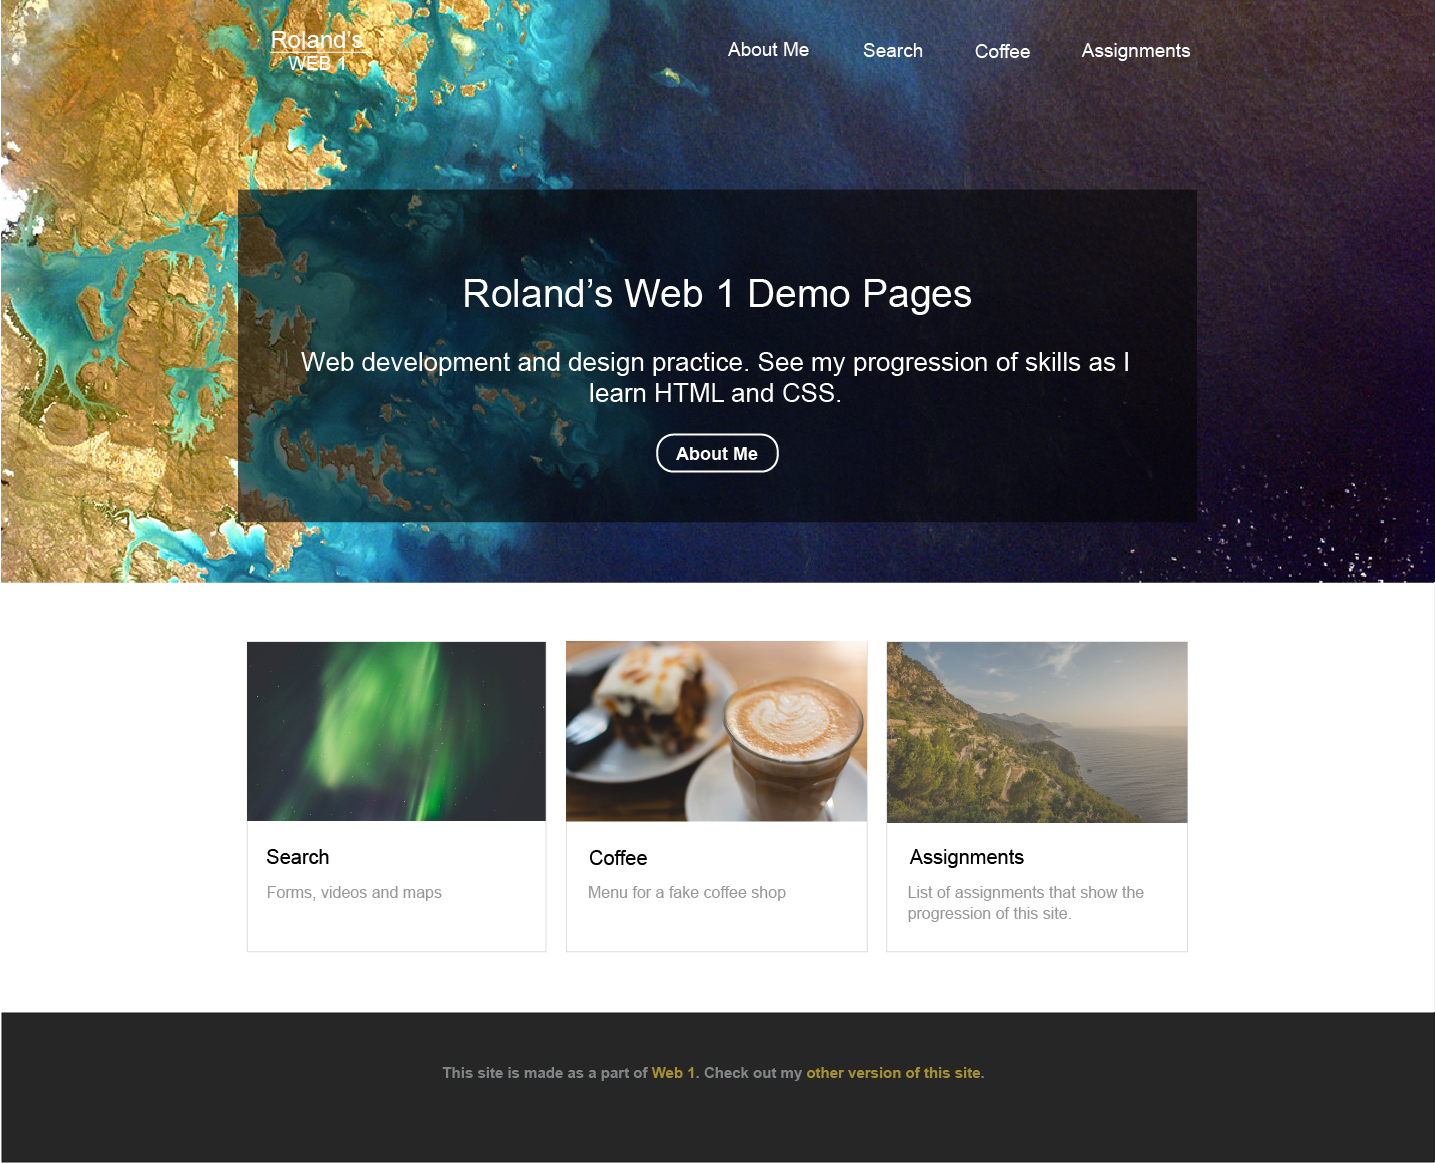 Roland's
WEB 1
About Me
Search
Coffee
Assignments
Roland’s Web 1 Demo Pages
Web development and design practice. See my progression of skills as I
learn HTML and CSS.
About Me
Search
Forms, videos and maps
Coffee
Menu for a fake coffee shop
Assignments
List of assignments that show the
progression of this site.
This site is made as a part of Web 1. Check out my other version of this site.